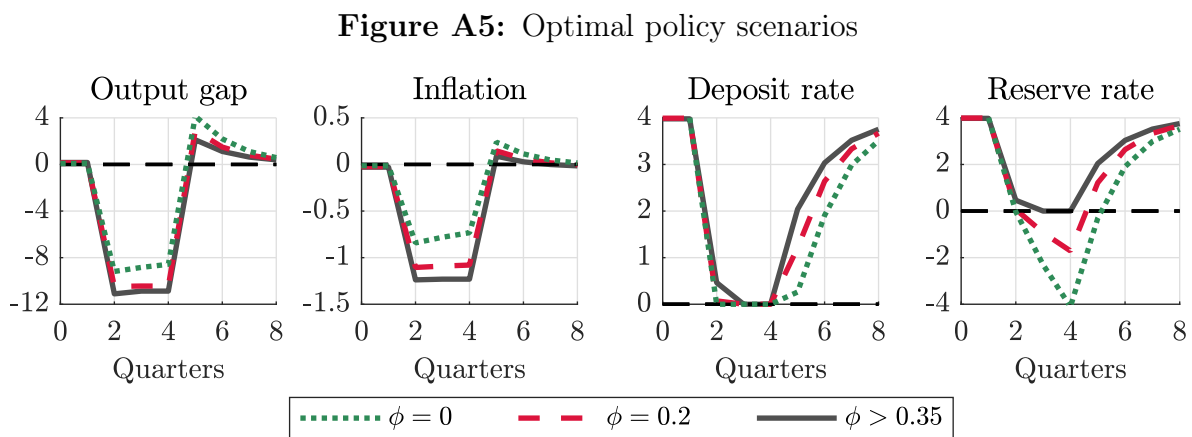 Figure A5: Optimal policy scenarios
Output gap
4
0
-4
-8
-12
0 2 4 6 8
Quarters
Inflation
0.5
0
-0.5
-1
-1.5
0 2 4 6 8
Quarters
Deposit rate
4
3
2
1
0
0 2 4 6 8
Quarters
Reserve rate
4
2
0
-2
-4
0 2 4 6 8
Quarters
ϕ = 0 ϕ = 0.2 ϕ > 0.35